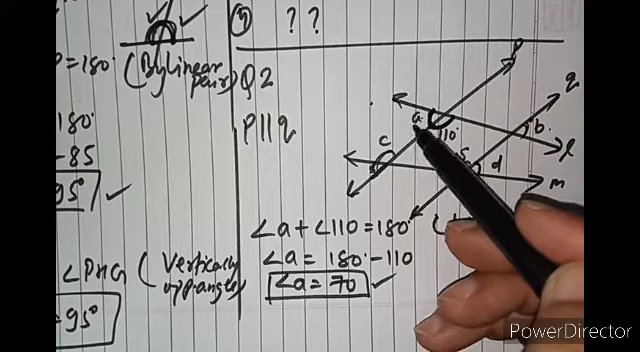 ?? 
P = 180° (By linear pair)
180°
- 85
95°
∠PHG (Vertically opp angles)
= 95°
Q2
P || q
p
q
a
110°
b
c
5
d
l
m
∠a + ∠110 = 180°
∠a = 180° - 110
∠a = 70
PowerDirector